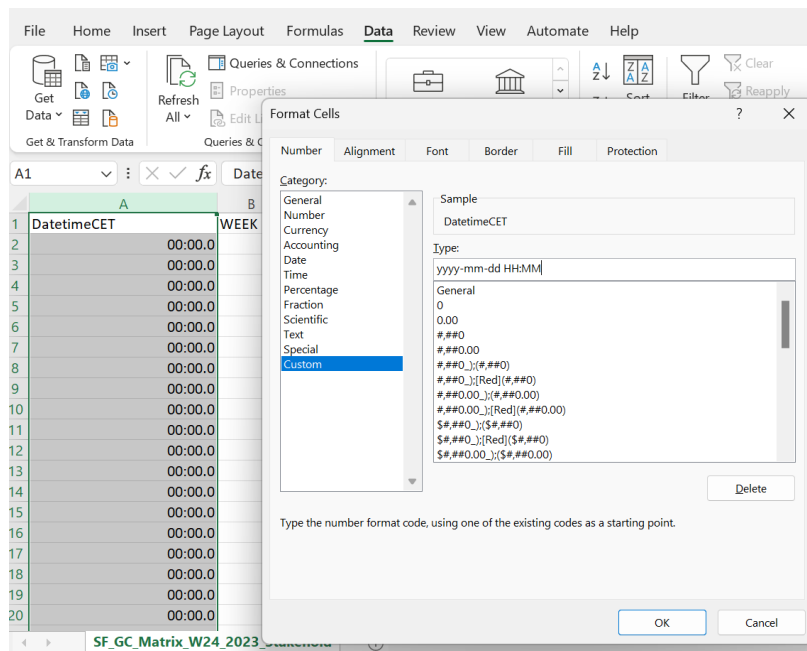 File Home Insert Page Layout Formulas Data Review View Automate Help
Get Data
Refresh All
Queries & Connections
Properties
Edit Li
Sort
Filter
Clear
Reapply
Get & Transform Data
Queries & C
Format Cells ? ×
A1 fx Date
Number Alignment Font Border Fill Protection
A B
1 DatetimeCET WEEK
2 00:00.0
3 00:00.0
4 00:00.0
5 00:00.0
6 00:00.0
7 00:00.0
8 00:00.0
9 00:00.0
10 00:00.0
11 00:00.0
12 00:00.0
13 00:00.0
14 00:00.0
15 00:00.0
16 00:00.0
17 00:00.0
18 00:00.0
19 00:00.0
20 00:00.0
Category:
General
Number
Currency
Accounting
Date
Time
Percentage
Fraction
Scientific
Text
Special
Custom
Sample
DatetimeCET
Type:
yyyy-mm-dd HH:MM
General
0
0.00
#,##0
#,##0.00
#,##0_);(#,##0)
#,##0_);[Red](#,##0)
#,##0.00_);(#,##0.00)
#,##0.00_);[Red](#,##0.00)
$#,##0_);($#,##0)
$#,##0_);[Red]($#,##0)
$#,##0.00_);($#,##0.00)
Delete
Type the number format code, using one of the existing codes as a starting point.
OK Cancel
SF_GC_Matrix_W24_2023_Stakehold